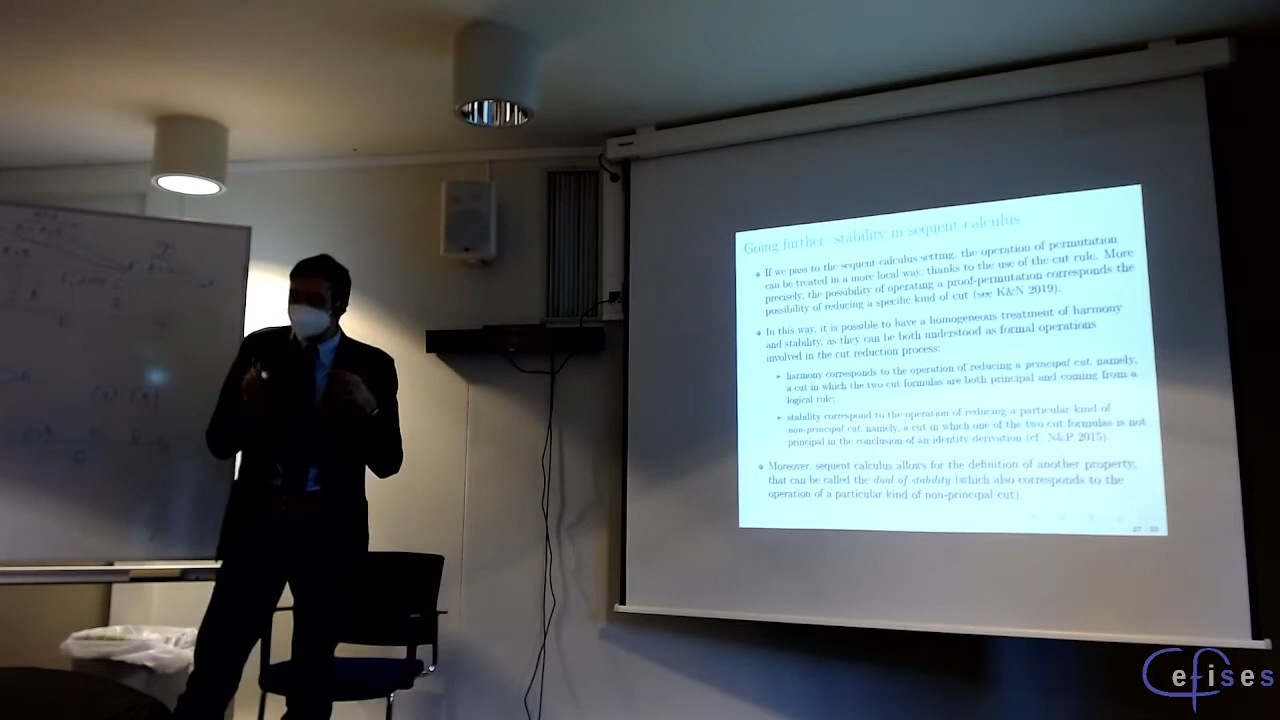 Going further: stability in sequent calculus
If we pass to the sequent calculus setting, the operation of permutation
can be treated in a more local way, thanks to the use of the cut rule. More
precisely, the possibility of operating a proof-permutation corresponds the
possibility of reducing a specific kind of cut (see K&N 2019).
In this way, it is possible to have a homogeneous treatment of harmony
and stability, as they can be both understood as formal operations
involved in the cut reduction process:
harmony corresponds to the operation of reducing a principal cut, namely,
a cut in which the two cut formulas are both principal and coming from a
logical rule;
stability correspond to the operation of reducing a particular kind of
non-principal cut, namely, a cut in which one of the two cut formulas is not
principal in the conclusion of an identity derivation (cf. N&P 2015).
Moreover, sequent calculus allows for the definition of another property,
that can be called the dual of stability (which also corresponds to the
operation of a particular kind of non-principal cut)
Cefises